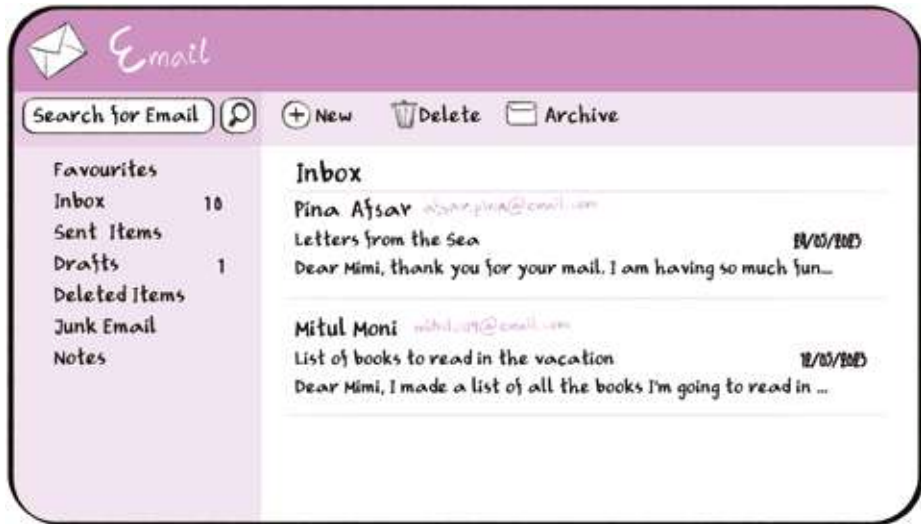 Email
Search for Email
New Delete Archive
Favourites
Inbox 10
Sent Items
Drafts 1
Deleted Items
Junk Email
Notes
Inbox
Pina Afsar
Letters from the Sea
Dear Mimi, thank you for your mail. I am having so much fun...
Mitul Moni
List of books to read in the vacation
Dear Mimi, I made a list of all the books I'm going to read in ...